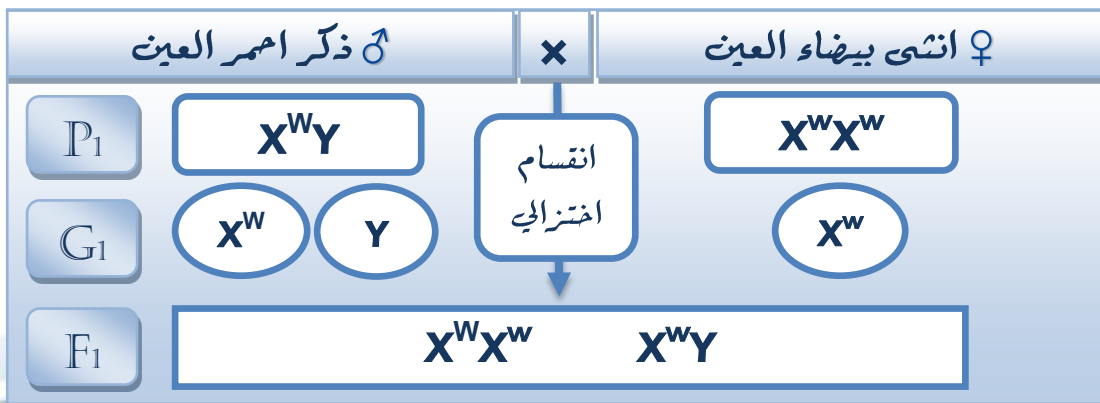 ♀ انثى بيضاء العين × ♂ ذكر احمر العين
P1 XᵂY XʷXʷ
انقسام
اختزالي
G1 Xᵂ Y Xʷ
F1 XᵂXʷ XʷY